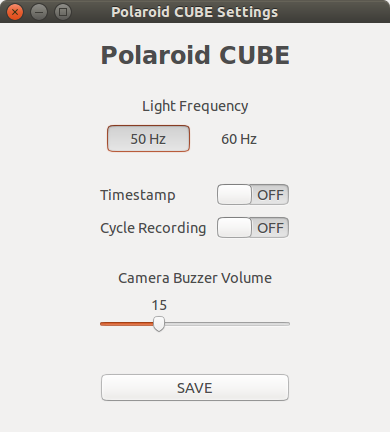 Polaroid CUBE Settings
Polaroid CUBE
Light Frequency
50 Hz 60 Hz
Timestamp OFF
Cycle Recording OFF
Camera Buzzer Volume
15
SAVE